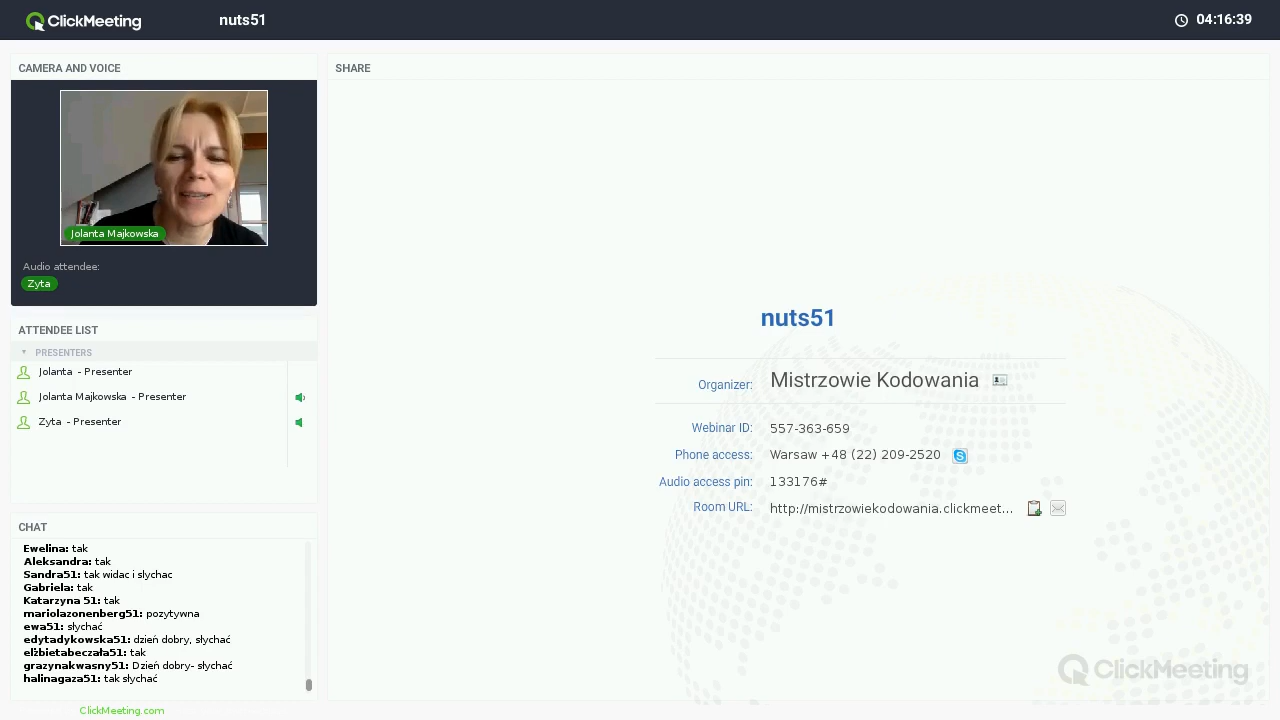 ClickMeeting
nuts51
04:16:39
CAMERA AND VOICE
Jolanta Majkowska
Audio attendee:
Zyta
ATTENDEE LIST
PRESENTERS
Jolanta - Presenter
Jolanta Majkowska - Presenter
Zyta - Presenter
CHAT
Ewelina: tak
Aleksandra: tak
Sandra51: tak widac i slychac
Gabriela: tak
Katarzyna 51: tak
mariolazonenberg51: pozytywna
ewa51: słychać
edytadykowska51: dzień dobry, słychać
elżbietabeczała51: tak
grazynakwasny51: Dzień dobry- słychać
halinagaza51: tak słychać
ClickMeeting.com
SHARE
nuts51
Organizer: Mistrzowie Kodowania
Webinar ID: 557-363-659
Phone access: Warsaw +48 (22) 209-2520
Audio access pin: 133176#
Room URL: http://mistrzowiekodowania.clickmeet...
ClickMeeting